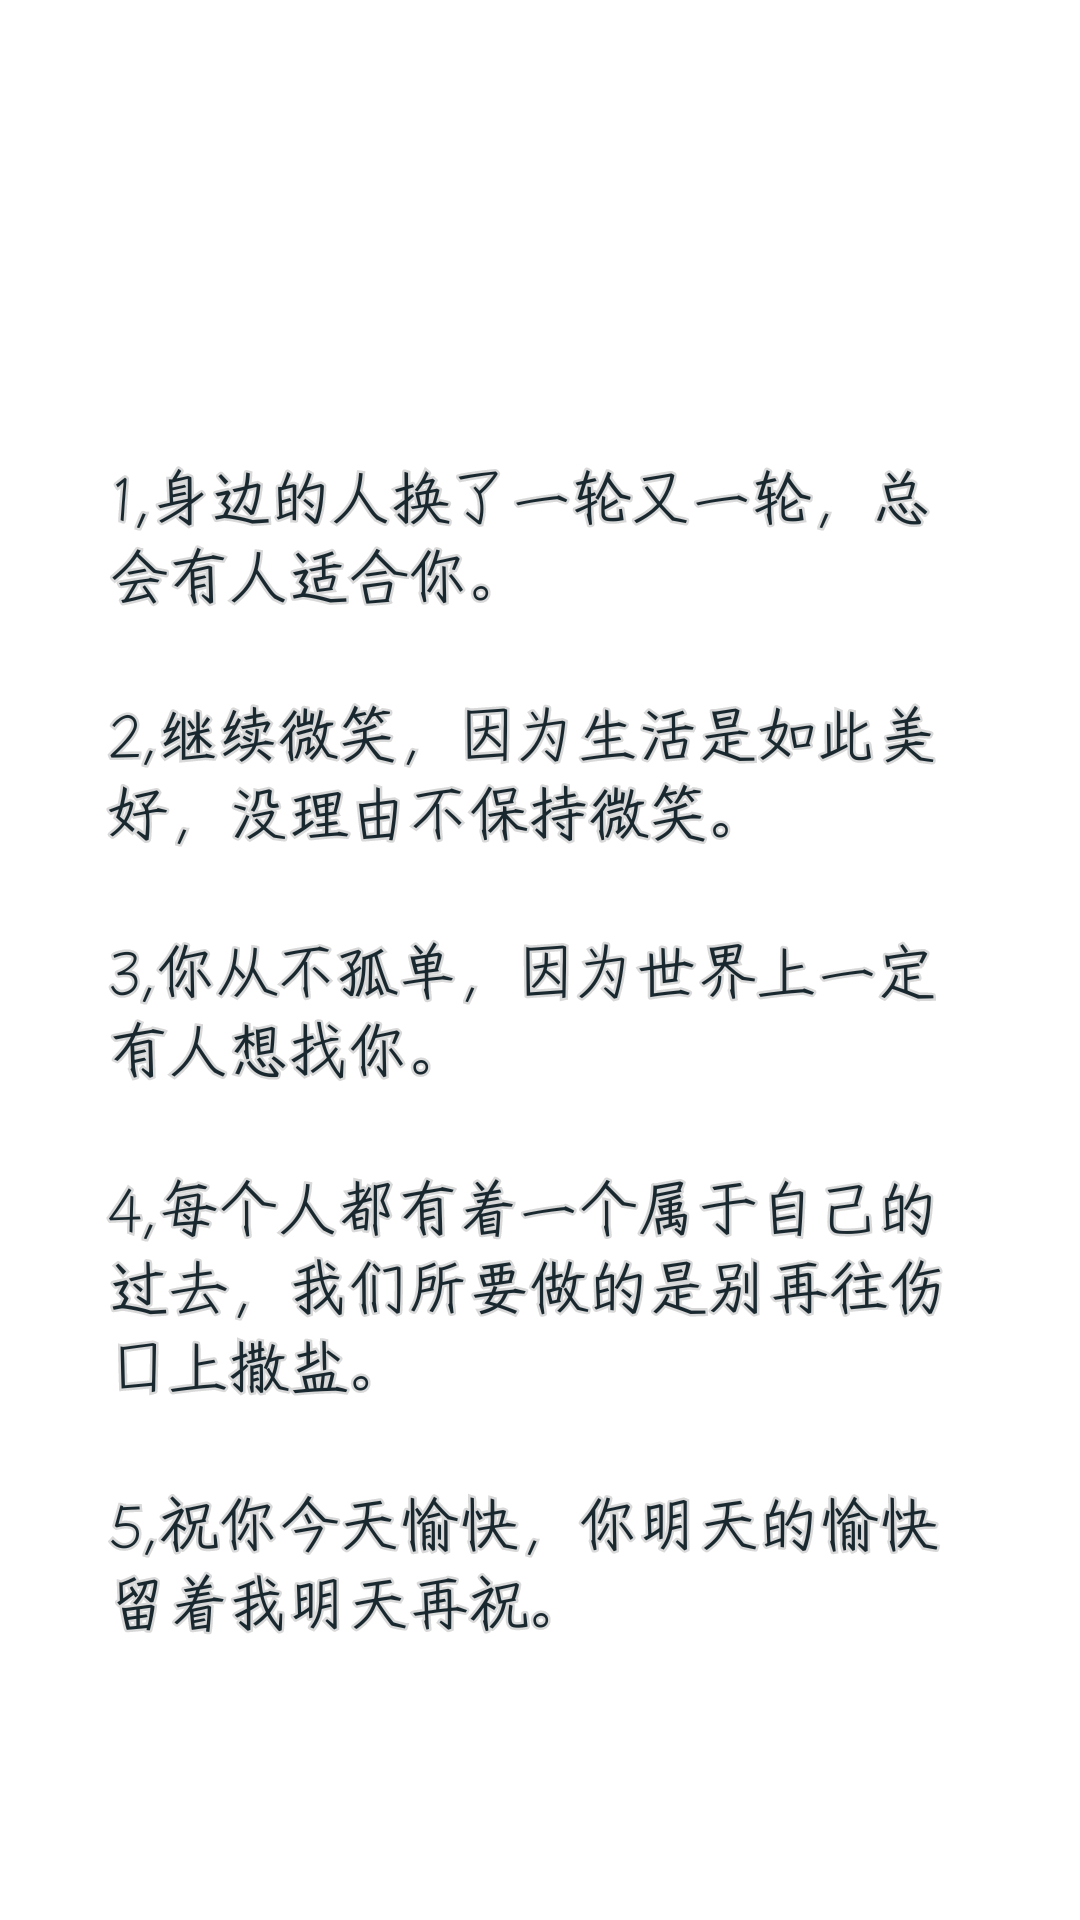 1,身边的人换了一轮又一轮，总
会有人适合你。
2,继续微笑，因为生活是如此美
好，没理由不保持微笑。
3,你从不孤单，因为世界上一定
有人想找你。
4,每个人都有着一个属于自己的
过去，我们所要做的是别再往伤
口上撒盐。
5,祝你今天愉快，你明天的愉快
留着我明天再祝。